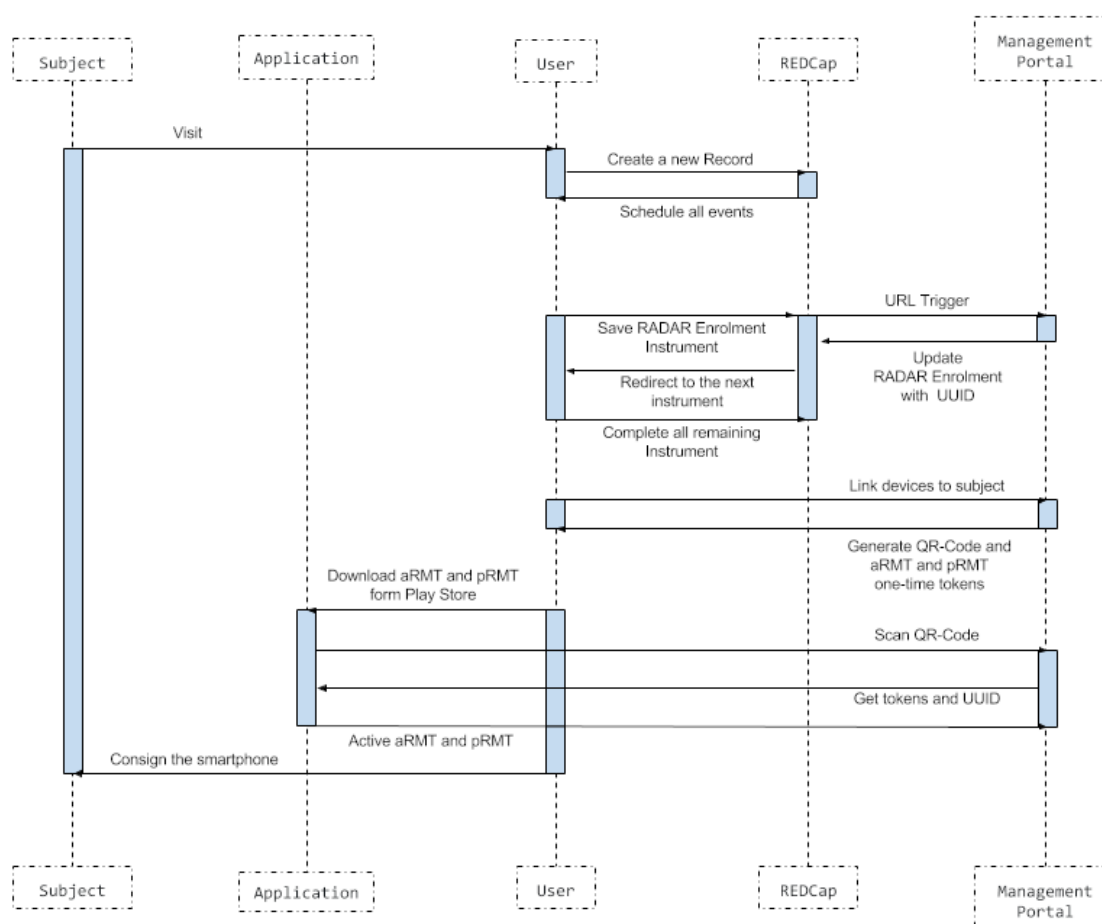 Subject
Application
User
REDCap
Management
Portal
Visit
Create a new Record
Schedule all events
URL Trigger
Save RADAR Enrolment
Instrument
Update
RADAR Enrolment
with UUID
Redirect to the next
instrument
Complete all remaining
Instrument
Link devices to subject
Generate QR-Code and
aRMT and pRMT
one-time tokens
Download aRMT and pRMT
form Play Store
Scan QR-Code
Get tokens and UUID
Active aRMT and pRMT
Consign the smartphone
Subject
Application
User
REDCap
Management
Portal